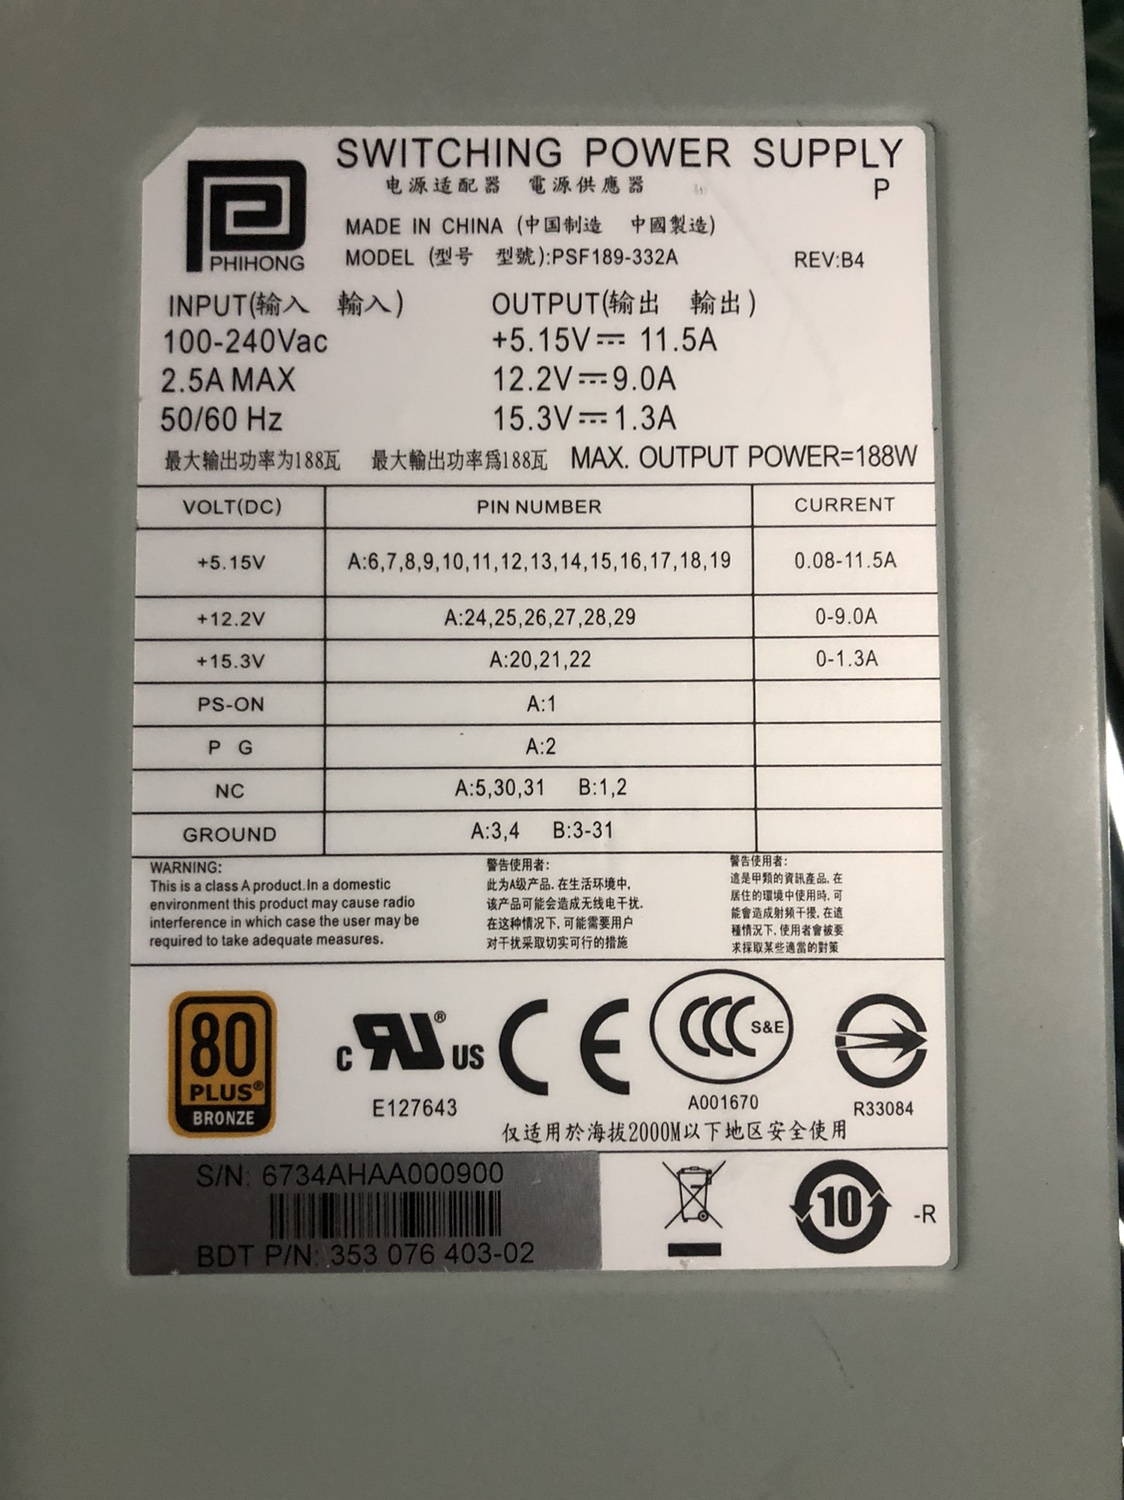 SWITCHING POWER SUPPLY
电源适配器 電源供應器
P
PHIHONG
MADE IN CHINA (中国制造 中國製造)
MODEL (型号 型號):PSF189-332A REV:B4
INPUT(输入 輸入) OUTPUT(输出 輸出)
100-240Vac +5.15V⎓ 11.5A
2.5A MAX 12.2V⎓9.0A
50/60 Hz 15.3V⎓1.3A
最大输出功率为188瓦 最大輸出功率爲188瓦 MAX. OUTPUT POWER=188W
VOLT(DC) PIN NUMBER CURRENT
+5.15V A:6,7,8,9,10,11,12,13,14,15,16,17,18,19 0.08-11.5A
+12.2V A:24,25,26,27,28,29 0-9.0A
+15.3V A:20,21,22 0-1.3A
PS-ON A:1
P G A:2
NC A:5,30,31 B:1,2
GROUND A:3,4 B:3-31
WARNING:
This is a class A product.In a domestic
environment this product may cause radio
interference in which case the user may be
required to take adequate measures.
警告使用者:
此为A级产品, 在生活环境中,
该产品可能会造成无线电干扰.
在这种情况下, 可能需要用户
对干扰采取切实可行的措施
警告使用者:
這是甲類的資訊產品, 在
居住的環境中使用時, 可
能會造成射頻干擾, 在這
種情況下, 使用者會被要
求採取某些適當的對策
80
PLUS®
BRONZE
c RU® US
E127643
CE
CCC S&E
A001670
R33084
仅适用於海拔2000M以下地区安全使用
S/N: 6734AHAA000900
BDT P/N: 353 076 403-02
10
-R